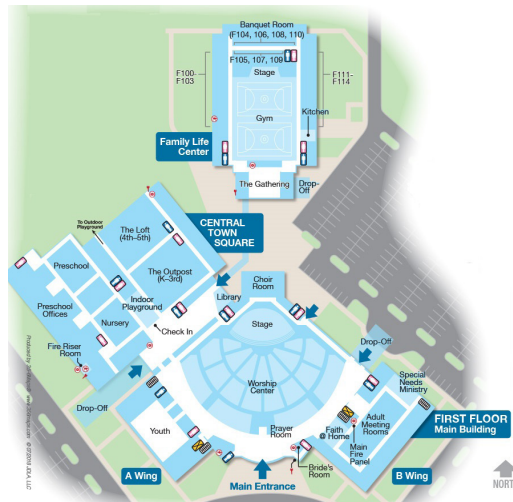 Banquet Room
(F104, 106, 108, 110)
F105, 107, 109
F100-
F103
Stage
F111-
F114
Gym
Kitchen
Family Life
Center
The Gathering
Drop-
Off
To Outdoor
Playground
The Loft
(4th–5th)
CENTRAL
TOWN
SQUARE
Preschool
The Outpost
(K–3rd)
Choir
Room
Indoor
Playground
Library
Preschool
Offices
Nursery
Check In
Stage
Drop-Off
Fire Riser
Room
Special
Needs
Ministry
Worship
Center
Drop-Off
Youth
Prayer
Room
Faith
@ Home
Adult
Meeting
Rooms
FIRST FLOOR
Main Building
Main
Fire
Panel
A Wing
Main Entrance
Bride's
Room
B Wing
NORT